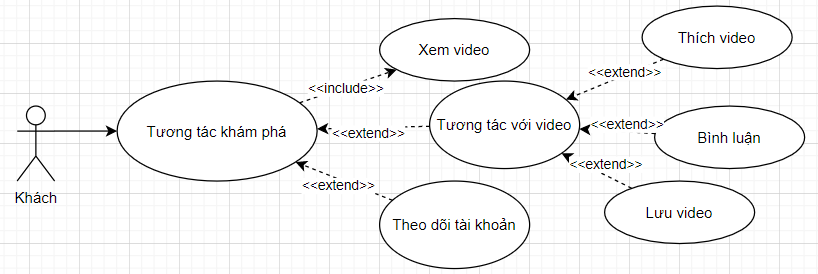 Thích video
Xem video
<<extend>>
<<include>>
Tương tác khám phá
<<extend>>
Tương tác với video
<<extend>>
Bình luận
<<extend>>
Khách
<<extend>>
Theo dõi tài khoản
Lưu video